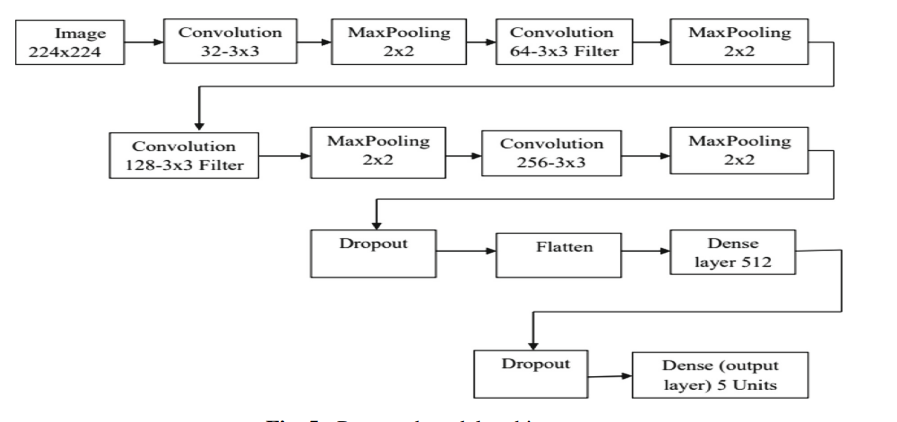 Image
224x224
Convolution
32-3x3
MaxPooling
2x2
Convolution
64-3x3 Filter
MaxPooling
2x2
Convolution
128-3x3 Filter
MaxPooling
2x2
Convolution
256-3x3
MaxPooling
2x2
Dropout
Flatten
Dense
layer 512
Dropout
Dense (output
layer) 5 Units